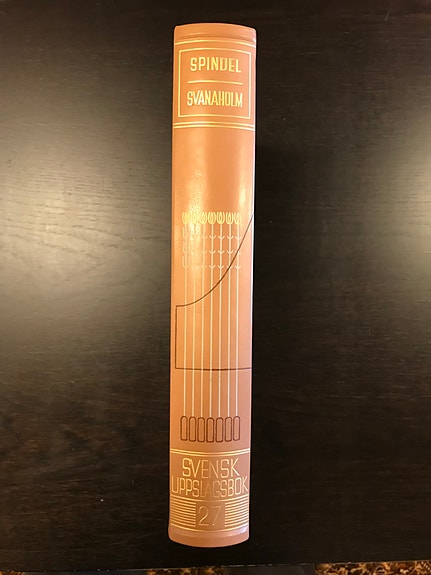 SPINDEL
SVANAHOLM
SVENSK
UPPSLAGSBOK
27